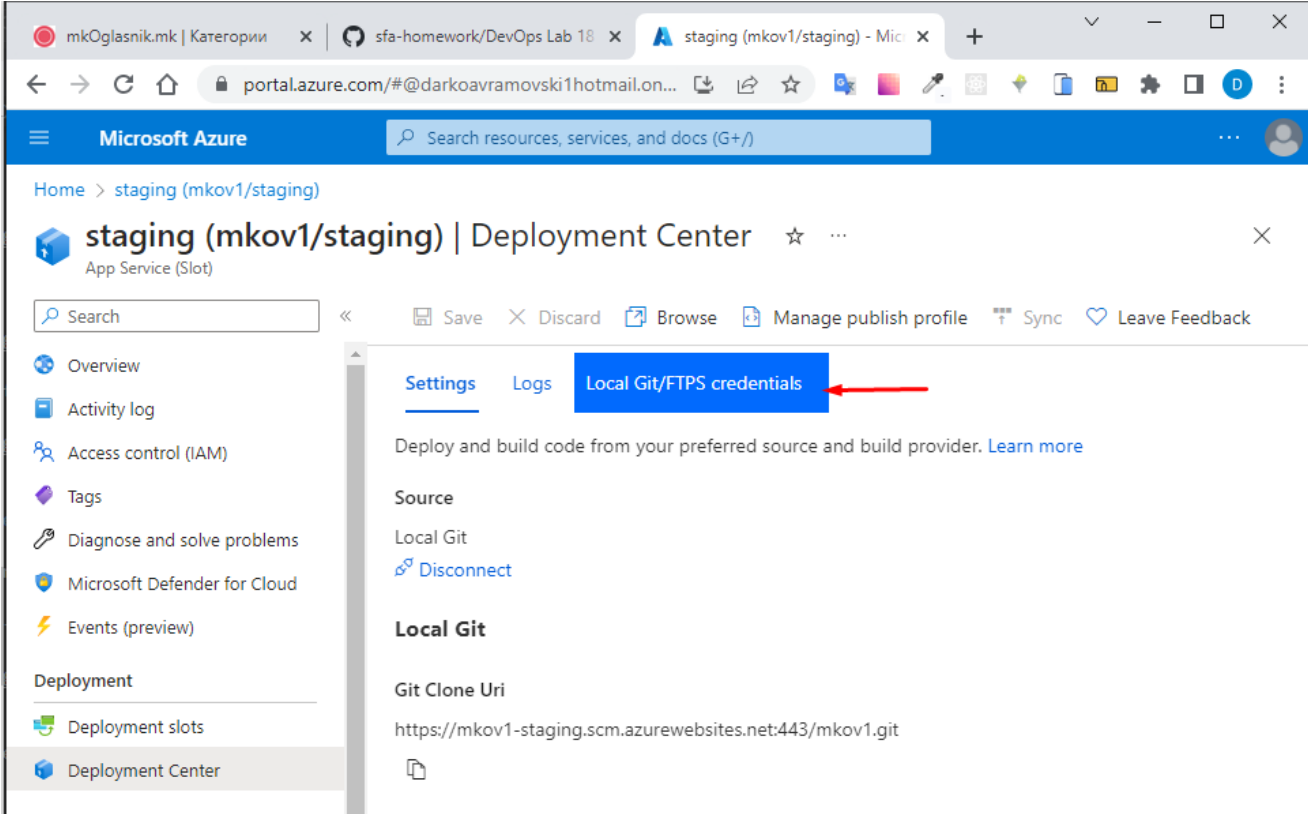 mkOglasnik.mk | Категории
sfa-homework/DevOps Lab 18
staging (mkov1/staging) - Mic
portal.azure.com/#@darkoavramovski1hotmail.on...
D
Microsoft Azure
Search resources, services, and docs (G+/)
Home > staging (mkov1/staging)
staging (mkov1/staging) | Deployment Center
App Service (Slot)
Search
Save
Discard
Browse
Manage publish profile
Sync
Leave Feedback
Overview
Activity log
Access control (IAM)
Tags
Diagnose and solve problems
Microsoft Defender for Cloud
Events (preview)
Deployment
Deployment slots
Deployment Center
Settings
Logs
Local Git/FTPS credentials
Deploy and build code from your preferred source and build provider. Learn more
Source
Local Git
Disconnect
Local Git
Git Clone Uri
https://mkov1-staging.scm.azurewebsites.net:443/mkov1.git